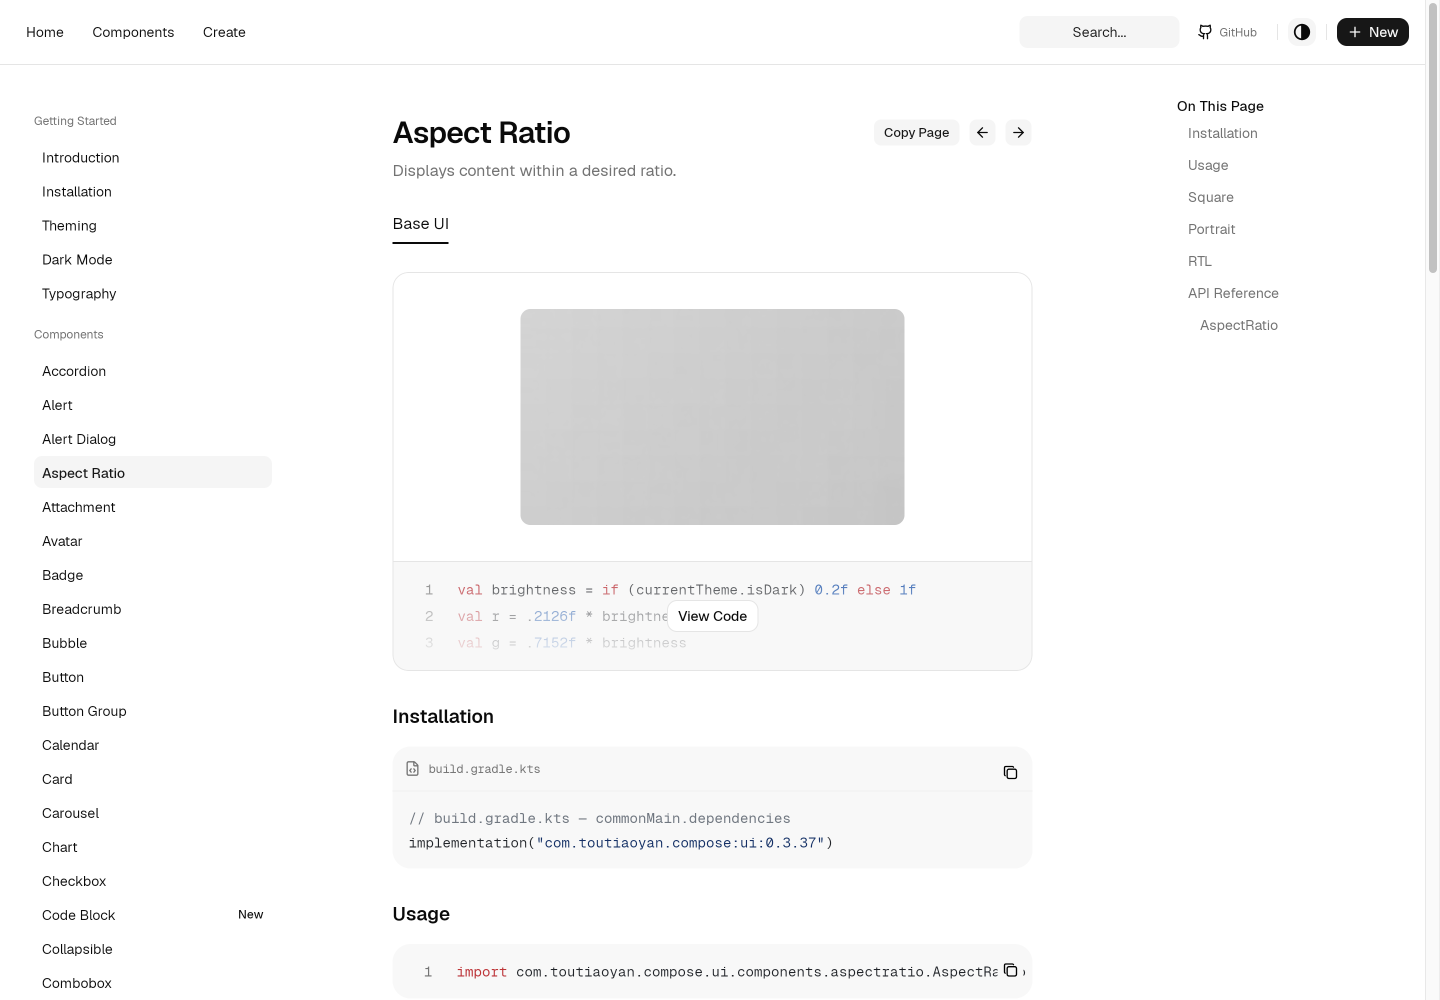 Home
Components
Create
Search...
GitHub
New
Getting Started
Introduction
Installation
Theming
Dark Mode
Typography
Components
Accordion
Alert
Alert Dialog
Aspect Ratio
Attachment
Avatar
Badge
Breadcrumb
Bubble
Button
Button Group
Calendar
Card
Carousel
Chart
Checkbox
Code Block
New
Collapsible
Combobox
Aspect Ratio
Copy Page
Displays content within a desired ratio.
Base UI
1 val brightness = if (currentTheme.isDark) 0.2f else 1f
2 val r = .2126f * brightne
View Code
3 val g = .7152f * brightness
Installation
build.gradle.kts
// build.gradle.kts — commonMain.dependencies
implementation("com.toutiaoyan.compose:ui:0.3.37")
Usage
1 import com.toutiaoyan.compose.ui.components.aspectratio.AspectRa
On This Page
Installation
Usage
Square
Portrait
RTL
API Reference
AspectRatio